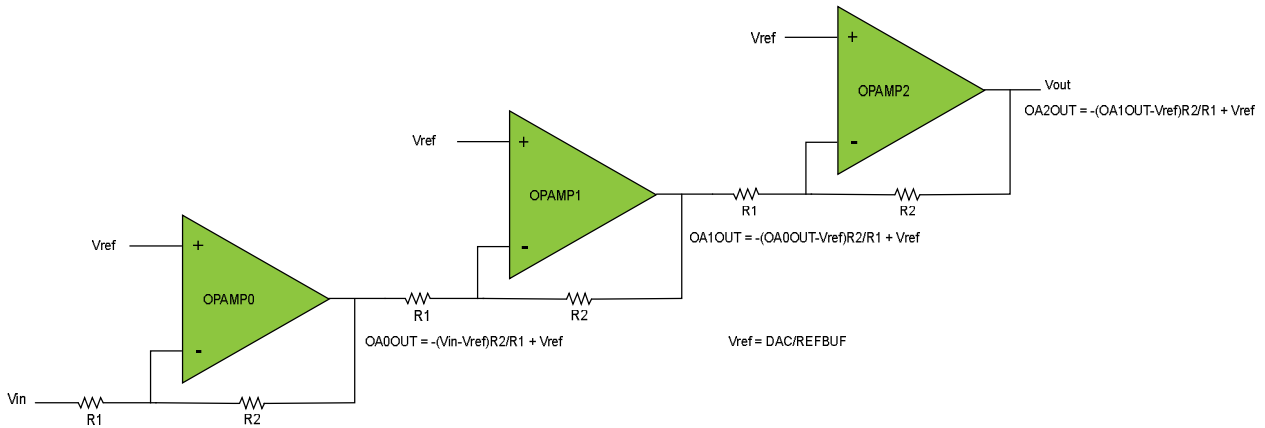 Vref
+
OPAMP2
-
Vout
OA2OUT = -(OA1OUT-Vref)R2/R1 + Vref
R1
R2
Vref
+
OPAMP1
-
OA1OUT = -(OA0OUT-Vref)R2/R1 + Vref
R1
R2
Vref
+
OPAMP0
-
OA0OUT = -(Vin-Vref)R2/R1 + Vref
Vref = DAC/REFBUF
Vin
R1
R2